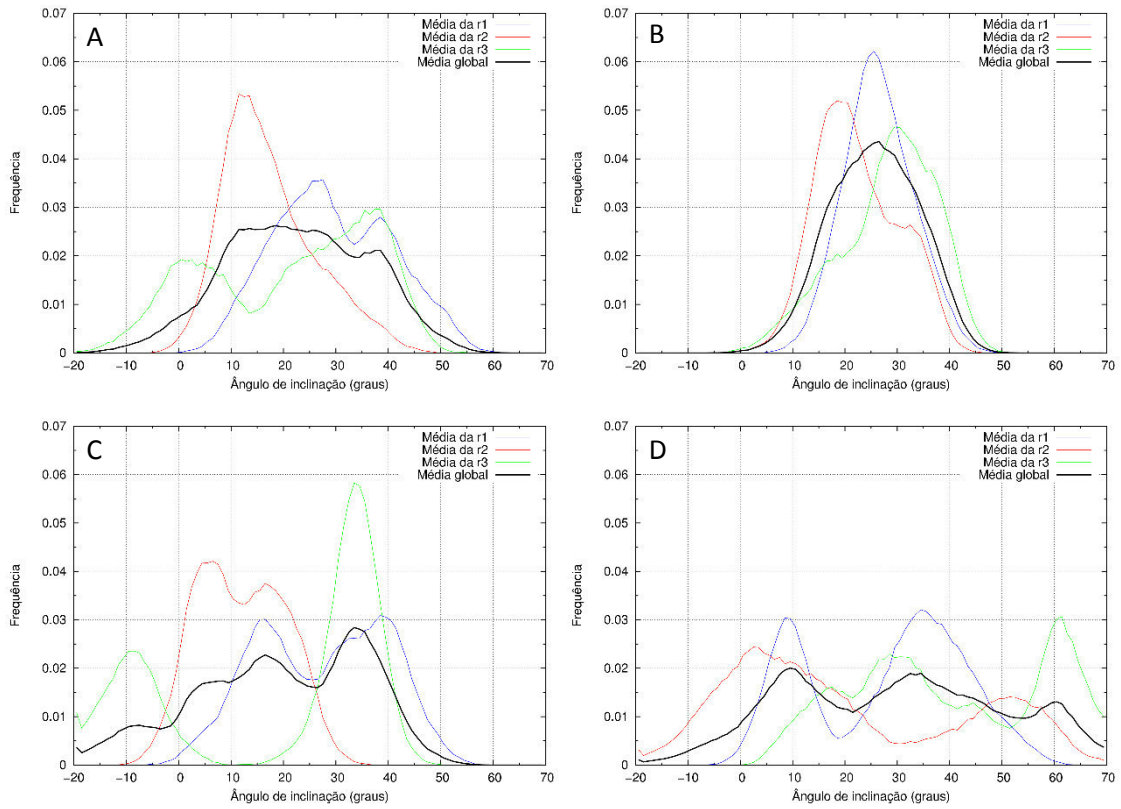 A
Média da r1
Média da r2
Média da r3
Média global
0.07
0.06
0.05
0.04
0.03
0.02
0.01
0
Frequência
−20 −10 0 10 20 30 40 50 60 70
Ângulo de inclinação (graus)
B
Média da r1
Média da r2
Média da r3
Média global
0.07
0.06
0.05
0.04
0.03
0.02
0.01
0
Frequência
−20 −10 0 10 20 30 40 50 60 70
Ângulo de inclinação (graus)
C
Média da r1
Média da r2
Média da r3
Média global
0.07
0.06
0.05
0.04
0.03
0.02
0.01
0
Frequência
−20 −10 0 10 20 30 40 50 60 70
Ângulo de inclinação (graus)
D
Média da r1
Média da r2
Média da r3
Média global
0.07
0.06
0.05
0.04
0.03
0.02
0.01
0
Frequência
−20 −10 0 10 20 30 40 50 60 70
Ângulo de inclinação (graus)